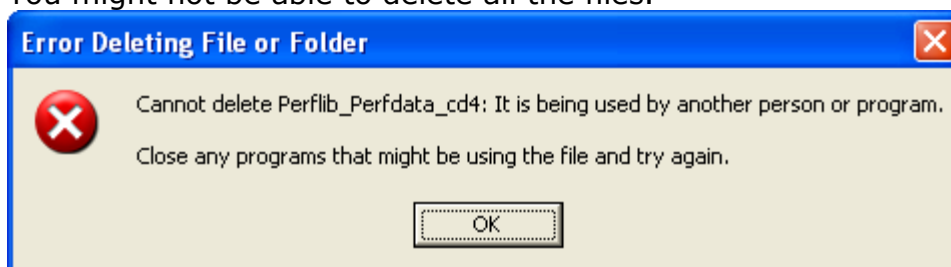 You might not be able to delete all the files.
Error Deleting File or Folder
Cannot delete Perflib_Perfdata_cd4: It is being used by another person or program.
Close any programs that might be using the file and try again.
OK